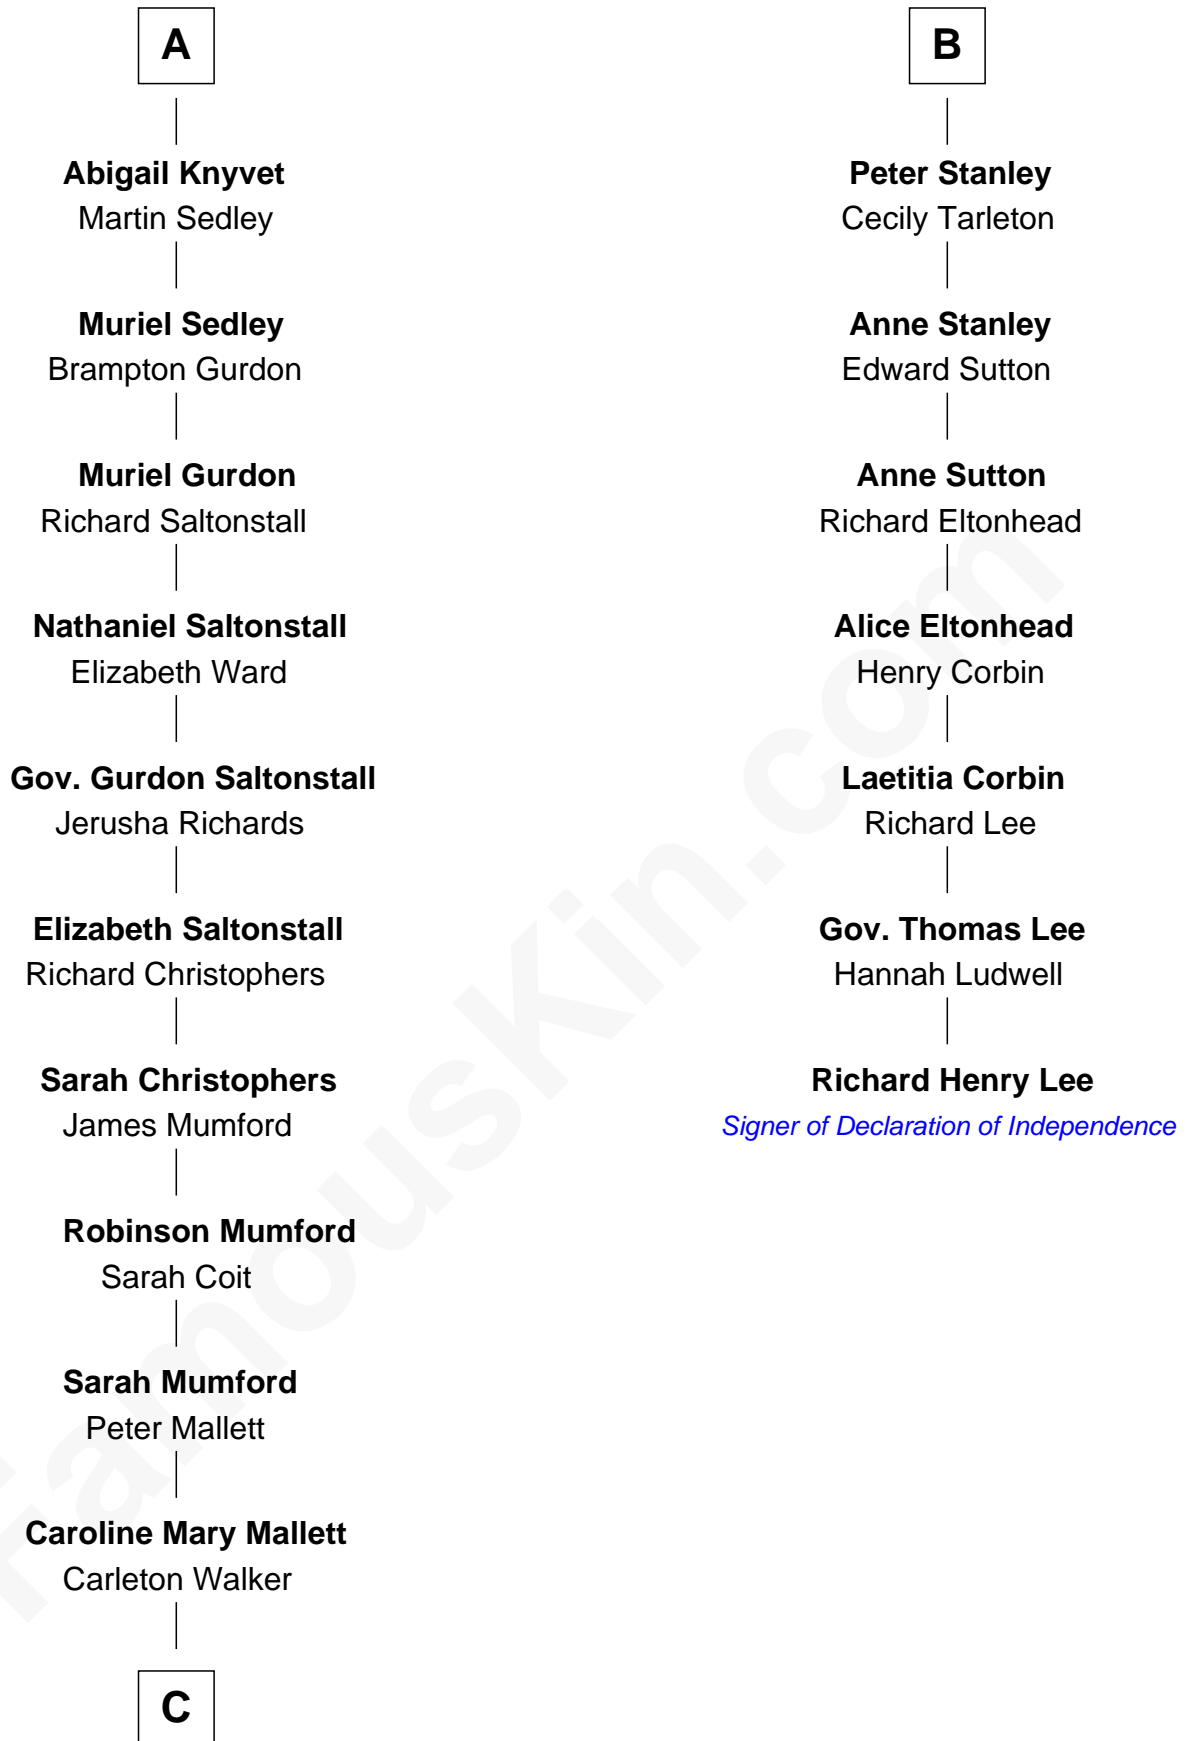 A
Abigail Knyvet
Martin Sedley
Muriel Sedley
Brampton Gurdon
Muriel Gurdon
Richard Saltonstall
Nathaniel Saltonstall
Elizabeth Ward
Gov. Gurdon Saltonstall
Jerusha Richards
Elizabeth Saltonstall
Richard Christophers
Sarah Christophers
James Mumford
Robinson Mumford
Sarah Coit
Sarah Mumford
Peter Mallett
Caroline Mary Mallett
Carleton Walker
C
B
Peter Stanley
Cecily Tarleton
Anne Stanley
Edward Sutton
Anne Sutton
Richard Eltonhead
Alice Eltonhead
Henry Corbin
Laetitia Corbin
Richard Lee
Gov. Thomas Lee
Hannah Ludwell
Richard Henry Lee
Signer of Declaration of Independence
FamousKin.com